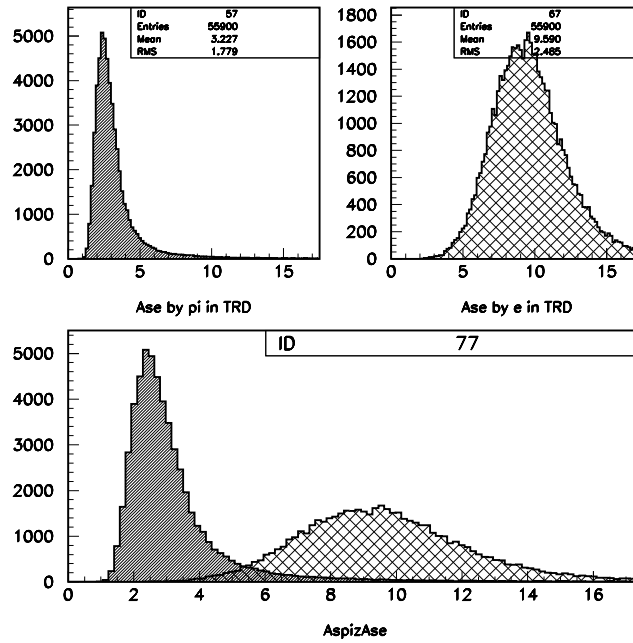 ID 57
Entries 55900
Mean 3.227
RMS 1.779
5000
4000
3000
2000
1000
0
0 5 10 15
Ase by pi in TRD
ID 67
Entries 55900
Mean 9.590
RMS 2.485
1800
1600
1400
1200
1000
800
600
400
200
0
0 5 10 15
Ase by e in TRD
ID 77
5000
4000
3000
2000
1000
0
0 2 4 6 8 10 12 14 16
AspizAse